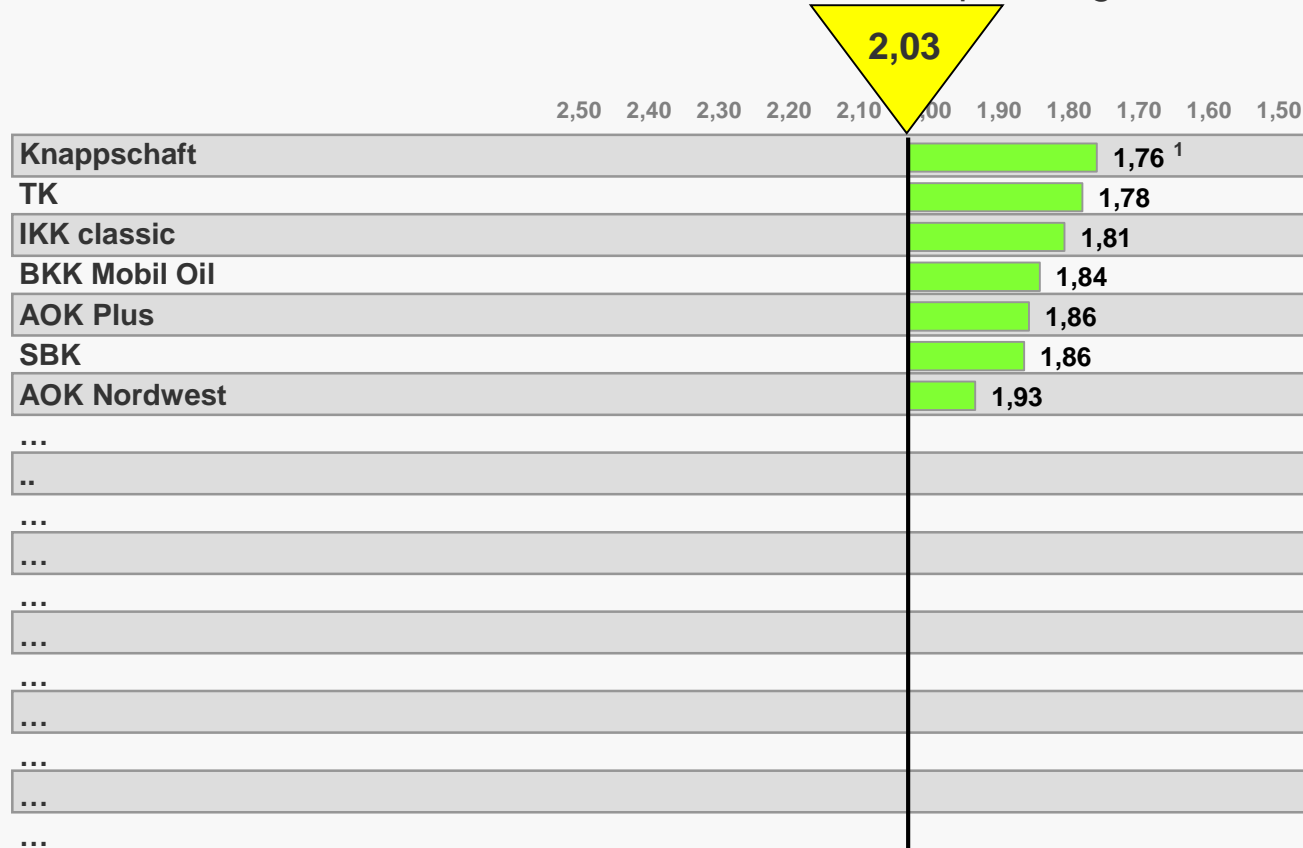 2,03
2,50 2,40 2,30 2,20 2,10 ,00 1,90 1,80 1,70 1,60 1,50
Knappschaft 1,76 ¹
TK 1,78
IKK classic 1,81
BKK Mobil Oil 1,84
AOK Plus 1,86
SBK 1,86
AOK Nordwest 1,93
…
..
…
…
…
…
…
…
…
…
…